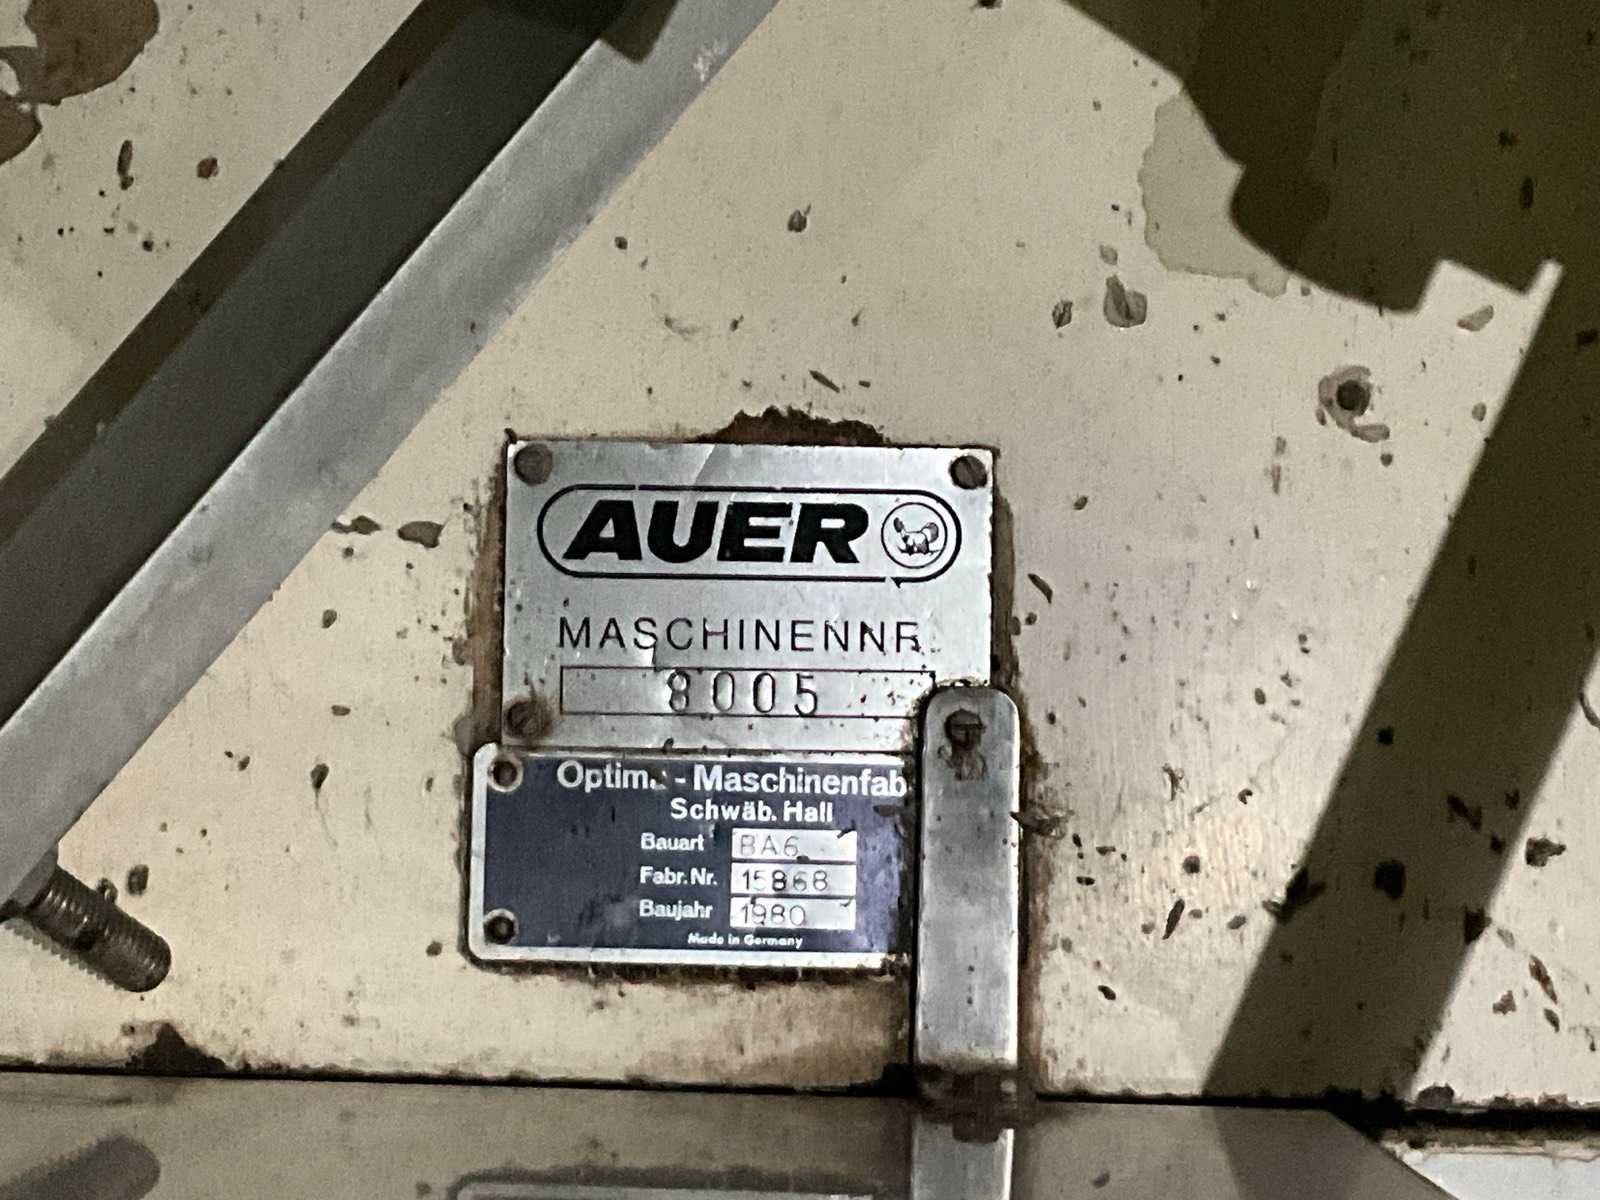 AUER
MASCHINENNR.
8005
Optima - Maschinenfab
Schwäb. Hall
Bauart BA6
Fabr. Nr. 15868
Baujahr 1980
Made in Germany